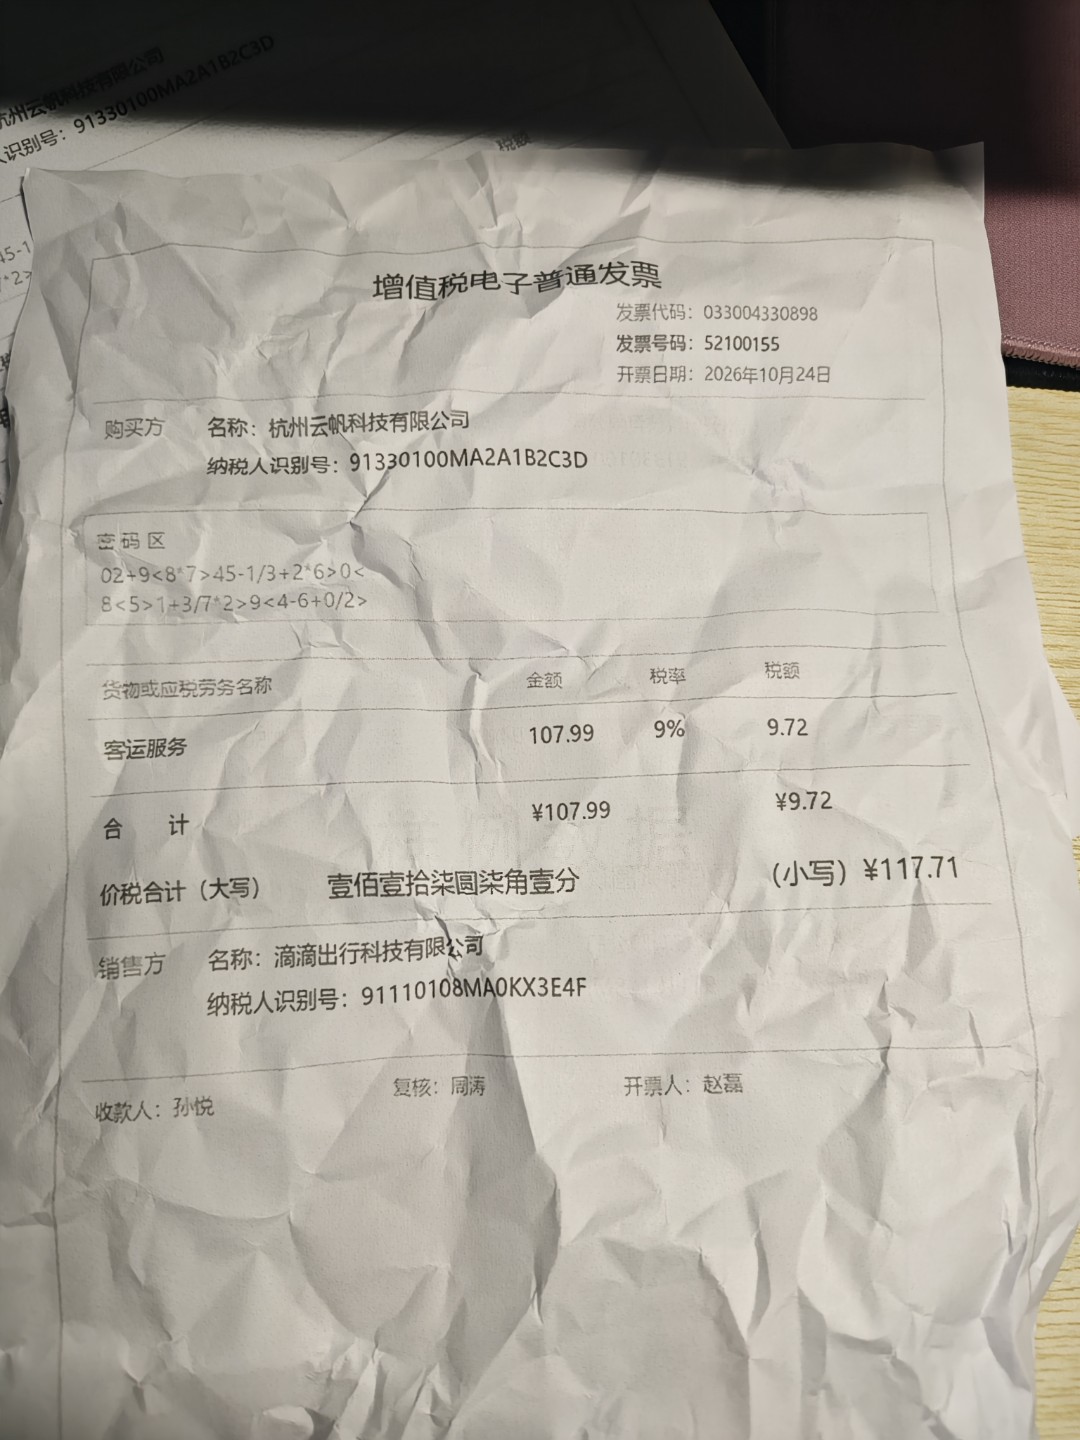 杭州云帆科技有限公司
人识别号：91330100MA2A1B2C3D
税额
45-1
增值税电子普通发票
发票代码：033004330898
发票号码：52100155
开票日期：2026年10月24日
购买方 名称：杭州云帆科技有限公司
纳税人识别号：91330100MA2A1B2C3D
密码区
02+9<8*7>45-1/3+2*6>0<
8<5>1+3/7*2>9<4-6+0/2>
货物或应税劳务名称 金额 税率 税额
客运服务 107.99 9% 9.72
合 计 ¥107.99 ¥9.72
价税合计（大写） 壹佰壹拾柒圆柒角壹分 （小写）¥117.71
销售方 名称：滴滴出行科技有限公司
纳税人识别号：91110108MA0KX3E4F
收款人：孙悦 复核：周涛 开票人：赵磊